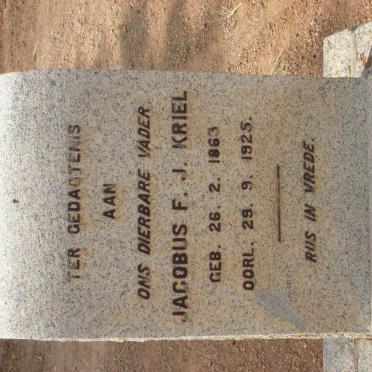 TER GEDAGTENIS
AAN
ONS DIERBARE VADER
JACOBUS F. J. KRIEL
GEB. 26. 2. 1863
OORL. 29. 9. 1925.
RUS IN VREDE.